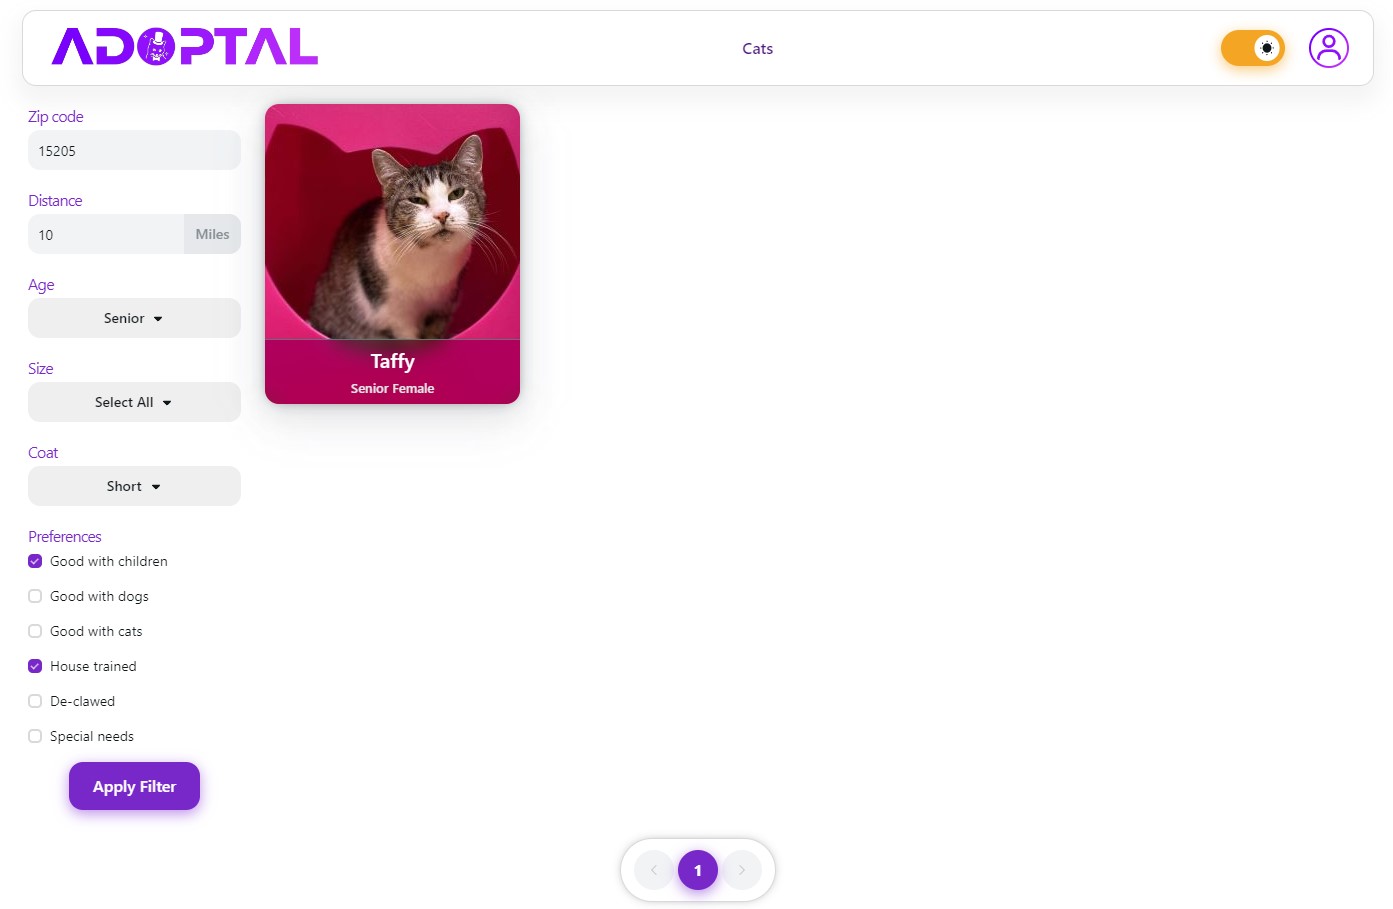 ADOPTAL
Cats
Zip code
15205
Distance
10 Miles
Age
Senior
Size
Select All
Coat
Short
Preferences
Good with children
Good with dogs
Good with cats
House trained
De-clawed
Special needs
Apply Filter
Taffy
Senior Female
1